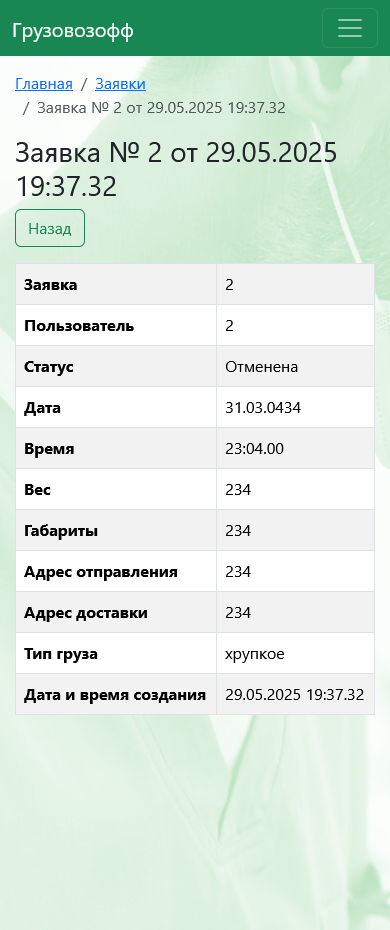 Грузовозофф
Главная / Заявки
/ Заявка № 2 от 29.05.2025 19:37.32
Заявка № 2 от 29.05.2025
19:37.32
Назад
Заявка 2
Пользователь 2
Статус Отменена
Дата 31.03.0434
Время 23:04.00
Вес 234
Габариты 234
Адрес отправления 234
Адрес доставки 234
Тип груза хрупкое
Дата и время создания 29.05.2025 19:37.32